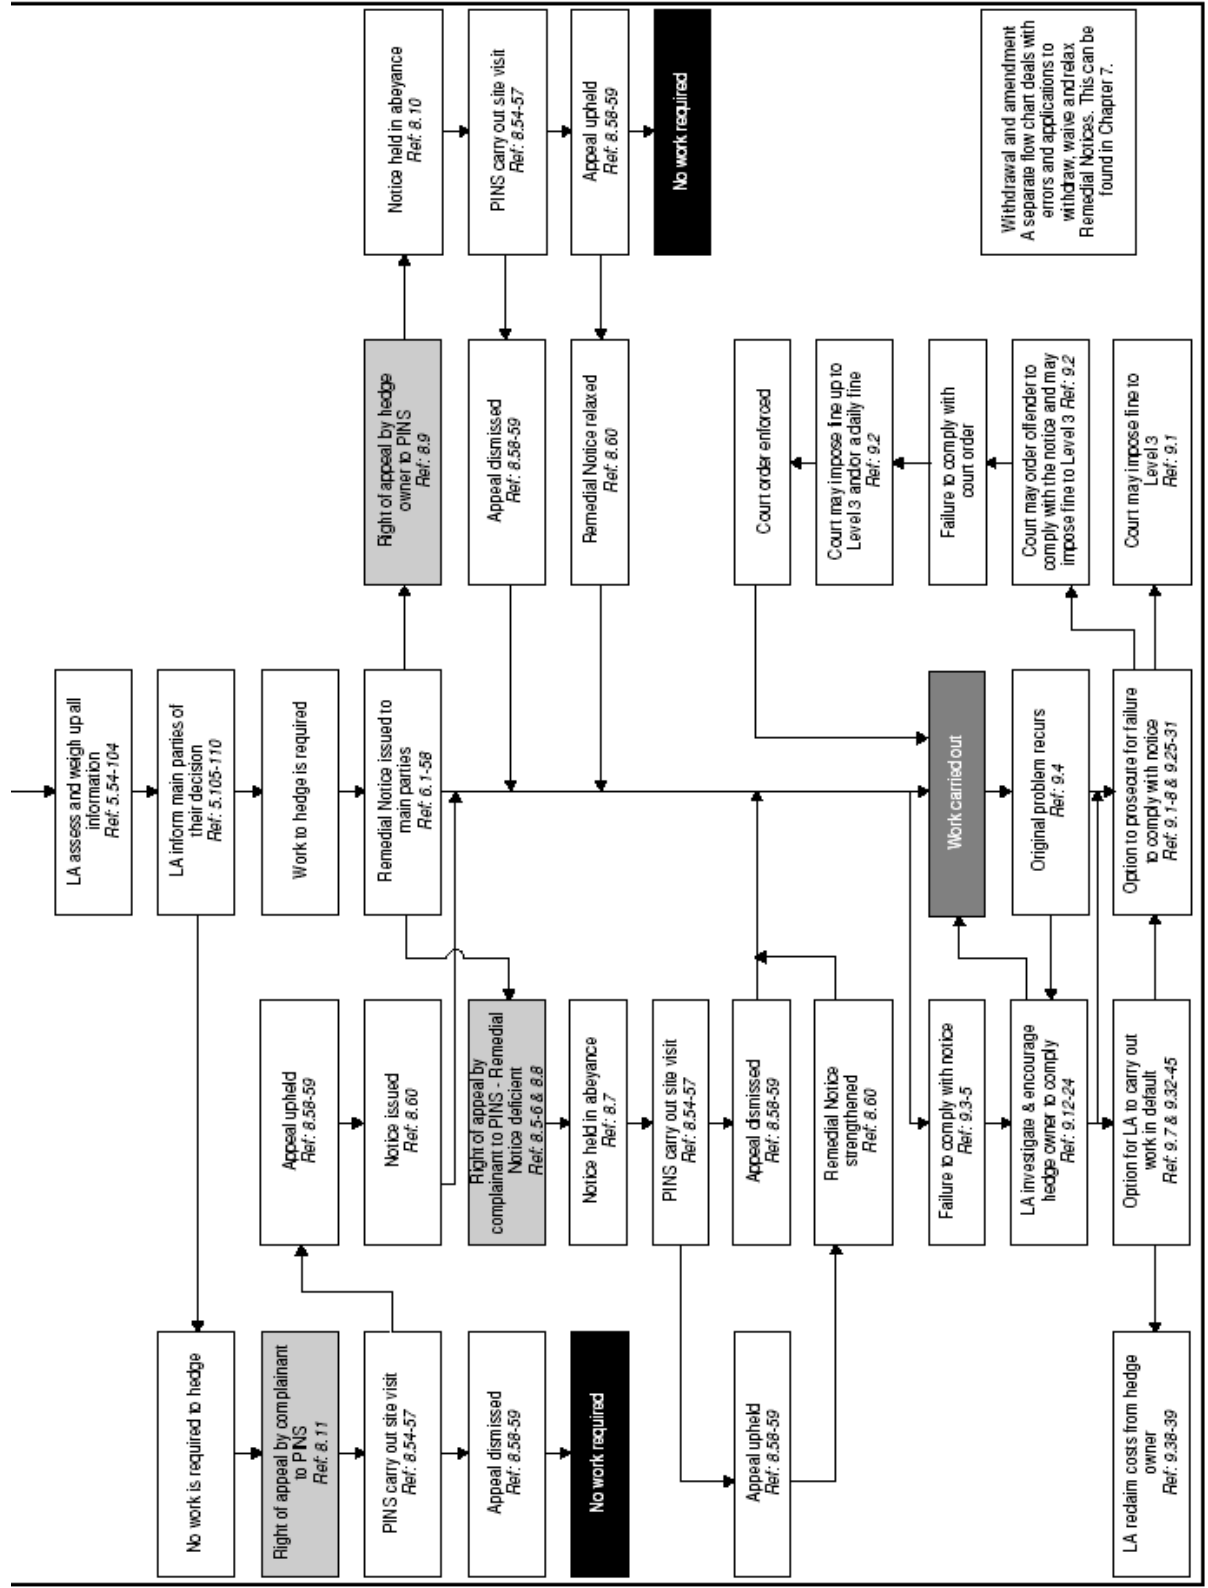 LA assess and weigh up all
information
Ref: 5.54-104
No work is required to hedge
LA inform main parties of
their decision
Ref: 5.105-110
Right of appeal by complainant
to PINS
Ref: 8.11
Appeal upheld
Ref: 8.58-59
Work to hedge is required
PINS carry out site visit
Ref: 8.54-57
Notice issued
Ref: 8.60
Remedial Notice issued to
main parties
Ref: 6.1-58
Right of appeal by hedge
owner to PINS
Ref: 8.9
Notice held in abeyance
Ref: 8.10
Appeal dismissed
Ref: 8.58-59
Right of appeal by
complainant to PINS - Remedial
Notice deficient
Ref: 8.5-6 & 8.8
Appeal dismissed
Ref: 8.58-59
PINS carry out site visit
Ref: 8.54-57
No work required
Notice held in abeyance
Ref: 8.7
Remedial Notice relaxed
Ref: 8.60
Appeal upheld
Ref: 8.58-59
PINS carry out site visit
Ref: 8.54-57
No work required
Appeal upheld
Ref: 8.58-59
Appeal dismissed
Ref: 8.58-59
Court order enforced
Remedial Notice
strengthened
Ref: 8.60
Court may impose fine up to
Level 3 and/or a daily fine
Ref: 9.2
Failure to comply with notice
Ref: 9.3-5
Work carried out
Failure to comply with
court order
LA investigate & encourage
hedge owner to comply
Ref: 9.12-24
Original problem recurs
Ref: 9.4
Court may order offender to
comply with the notice and may
impose fine to Level 3 Ref: 9.2
Withdrawal and amendment
A separate flow chart deals with
errors and applications to
withdraw, waive and relax
Remedial Notices. This can be
found in Chapter 7.
LA reclaim costs from hedge
owner
Ref: 9.38-39
Option for LA to carry out
work in default
Ref: 9.7 & 9.32-45
Option to prosecute for failure
to comply with notice
Ref: 9.1-8 & 9.25-31
Court may impose fine to
Level 3
Ref: 9.1